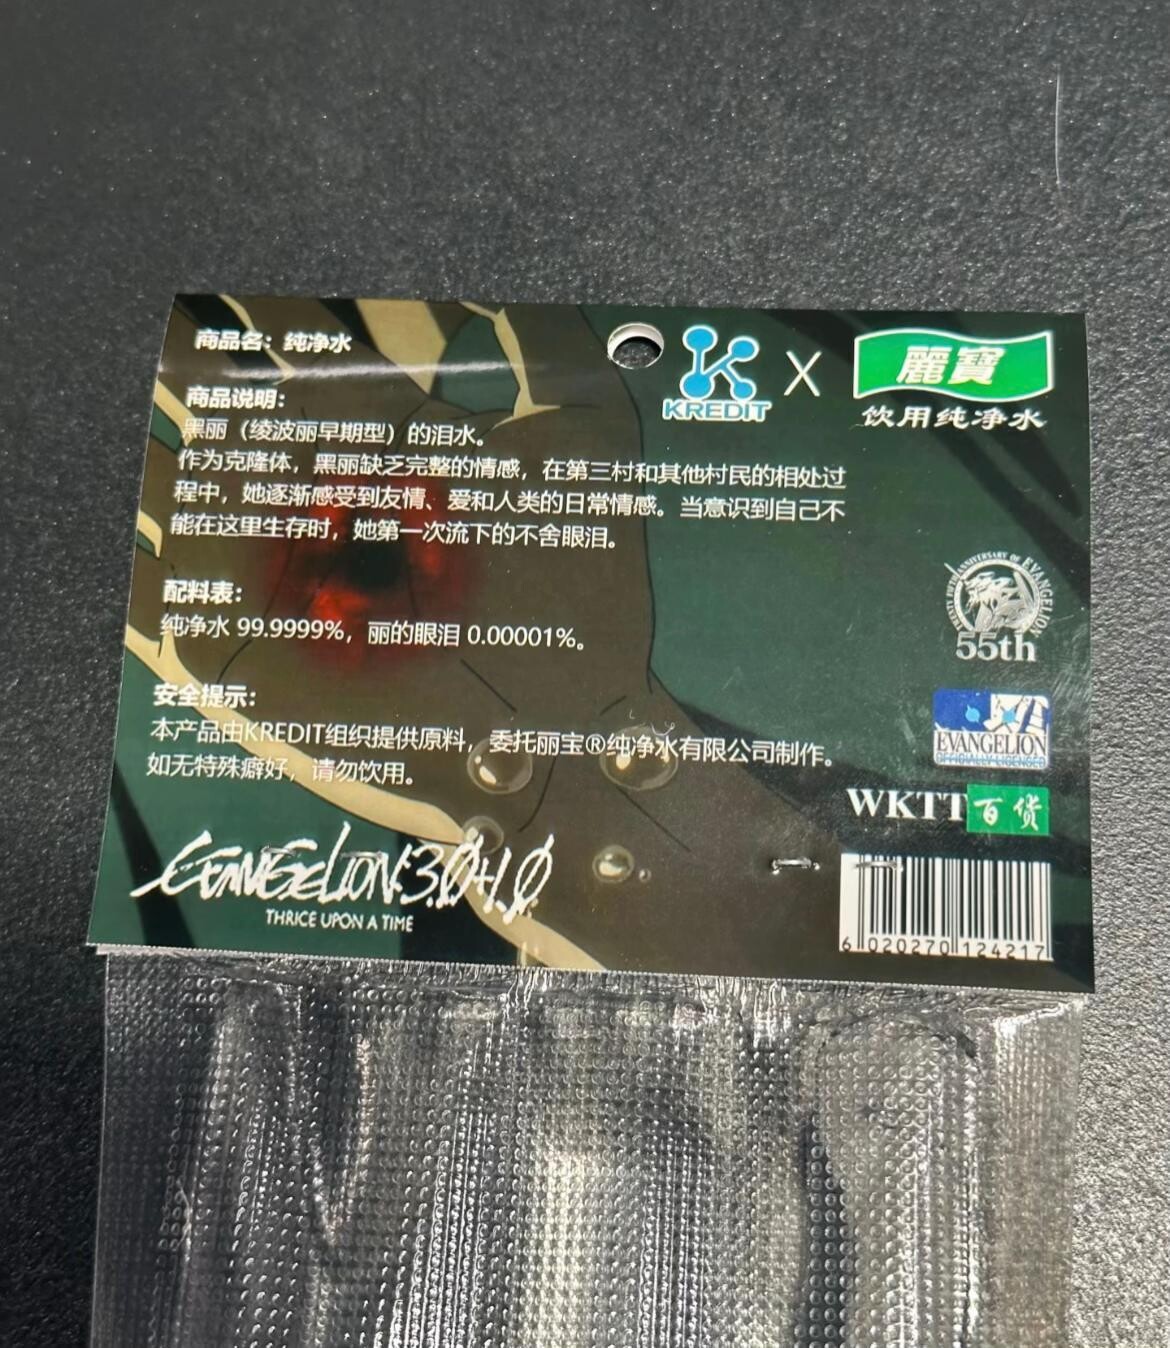 商品名：纯净水
KREDIT
X
麗寶
饮用纯净水
商品说明：
黑丽（绫波丽早期型）的泪水。
作为克隆体，黑丽缺乏完整的情感，在第三村和其他村民的相处过
程中，她逐渐感受到友情、爱和人类的日常情感。当意识到自己不
能在这里生存时，她第一次流下的不舍眼泪。
配料表：
纯净水 99.9999%，丽的眼泪 0.00001%。
ANNIVERSARY OF EVANGELION
55th
安全提示：
本产品由KREDIT组织提供原料，委托丽宝®纯净水有限公司制作。
如无特殊癖好，请勿饮用。
EVANGELION
OFFICIALLY LICENSED
WKTT百货
EVANGELION:3.0+1.0
THRICE UPON A TIME
6 020270 124217